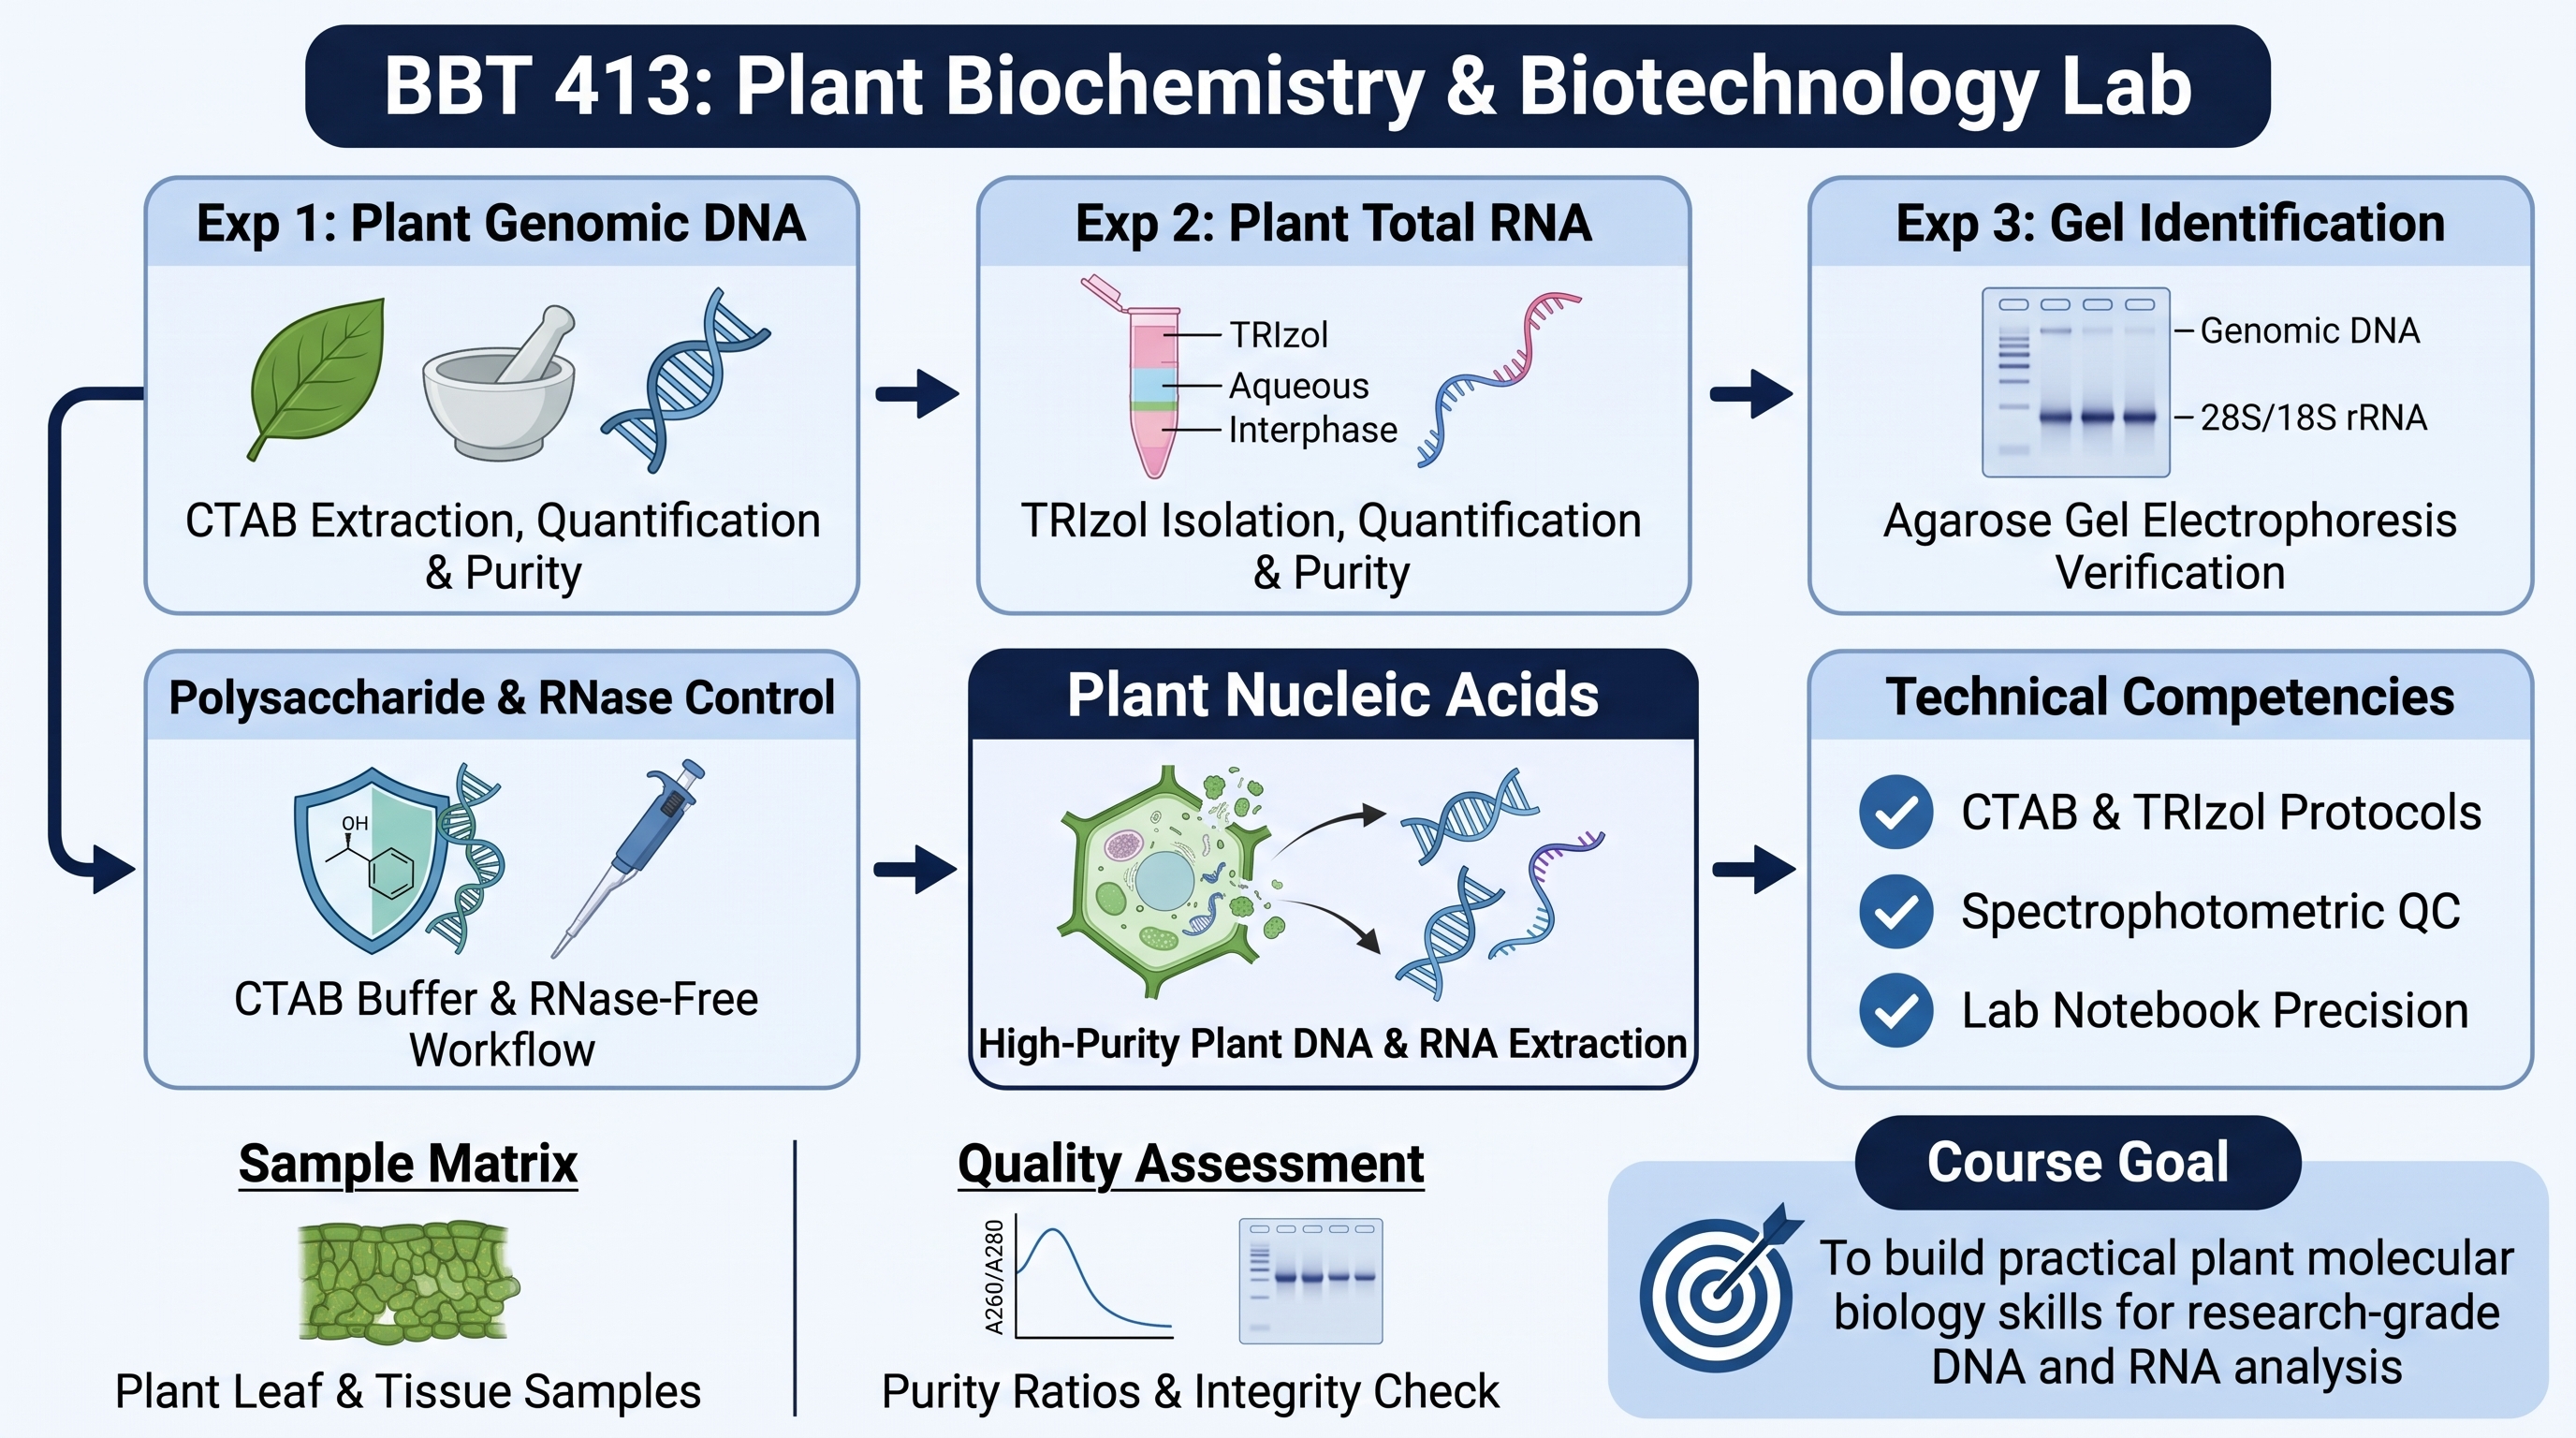 BBT 413: Plant Biochemistry & Biotechnology Lab
Exp 1: Plant Genomic DNA
CTAB Extraction, Quantification
& Purity
Exp 2: Plant Total RNA
TRIzol
Aqueous
Interphase
TRIzol Isolation, Quantification
& Purity
Exp 3: Gel Identification
Genomic DNA
28S/18S rRNA
Agarose Gel Electrophoresis
Verification
Polysaccharide & RNase Control
OH
CTAB Buffer & RNase-Free
Workflow
Plant Nucleic Acids
High-Purity Plant DNA & RNA Extraction
Technical Competencies
CTAB & TRIzol Protocols
Spectrophotometric QC
Lab Notebook Precision
Sample Matrix
Plant Leaf & Tissue Samples
Quality Assessment
A260/A280
Purity Ratios & Integrity Check
Course Goal
To build practical plant molecular
biology skills for research-grade
DNA and RNA analysis